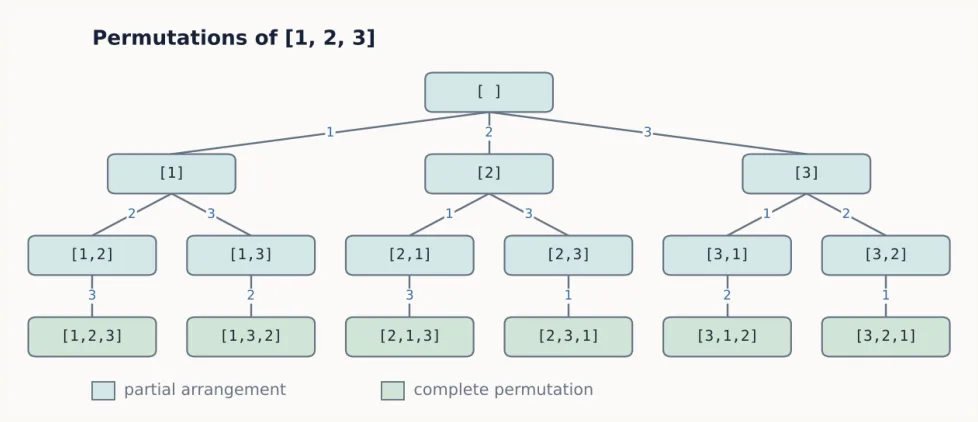 Permutations of [1, 2, 3]
[ ]
1 2 3
[1] [2] [3]
2 3 1 3 1 2
[1,2] [1,3] [2,1] [2,3] [3,1] [3,2]
3 2 3 1 2 1
[1,2,3] [1,3,2] [2,1,3] [2,3,1] [3,1,2] [3,2,1]
partial arrangement complete permutation